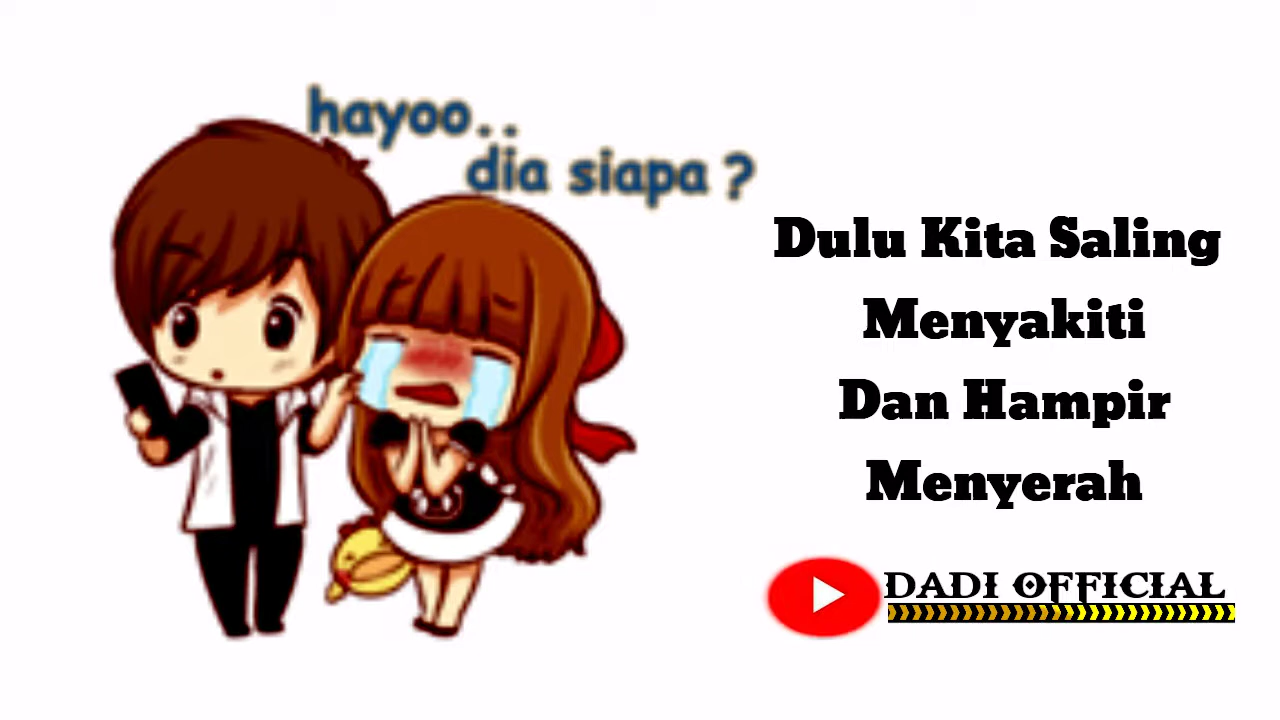 hayoo..
dia siapa ?
Dulu Kita Saling
Menyakiti
Dan Hampir
Menyerah
DADI OFFICIAL